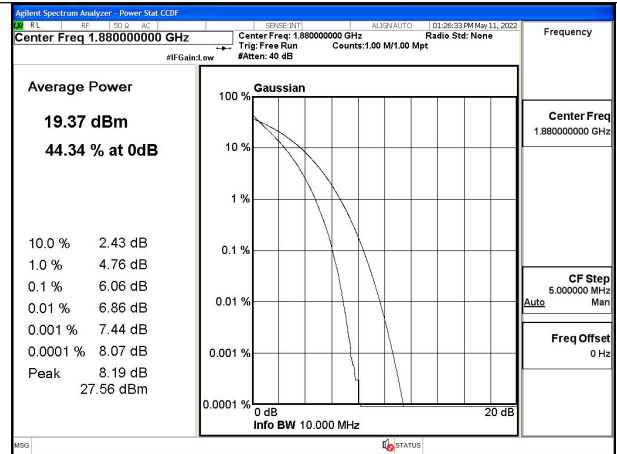 Agilent Spectrum Analyzer - Power Stat CCDF
RL RF 50 Ω AC SENSE:INT ALIGNAUTO 01:26:33 PM May 11, 2022
Center Freq 1.880000000 GHz
Center Freq: 1.880000000 GHz Radio Std: None
Trig: Free Run Counts:1.00 M/1.00 Mpt
#IFGain:Low #Atten: 40 dB
Frequency
Average Power
19.37 dBm
44.34 % at 0dB
10.0 % 2.43 dB
1.0 % 4.76 dB
0.1 % 6.06 dB
0.01 % 6.86 dB
0.001 % 7.44 dB
0.0001 % 8.07 dB
Peak 8.19 dB
27.56 dBm
Gaussian
100 %
10 %
1 %
0.1 %
0.01 %
0.001 %
0.0001 %
0 dB 20 dB
Info BW 10.000 MHz
Center Freq
1.880000000 GHz
CF Step
5.000000 MHz
Auto Man
Freq Offset
0 Hz
MSG STATUS